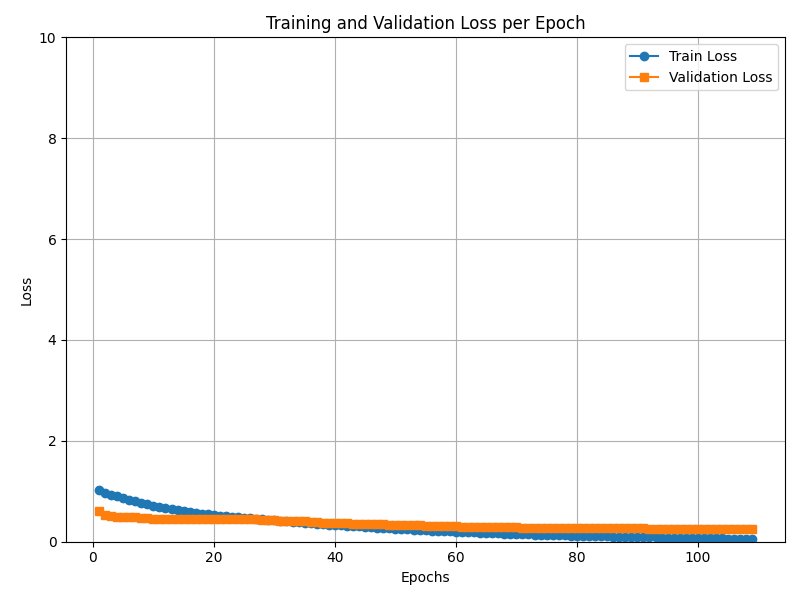 Training and Validation Loss per Epoch
Train Loss
Validation Loss
Loss
10
8
6
4
2
0
0 20 40 60 80 100
Epochs